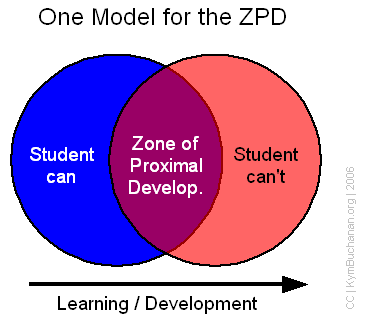 One Model for the ZPD
Student
can
Zone of
Proximal
Develop.
Student
can't
Learning / Development
CC | KymBuchanan.org | 2006